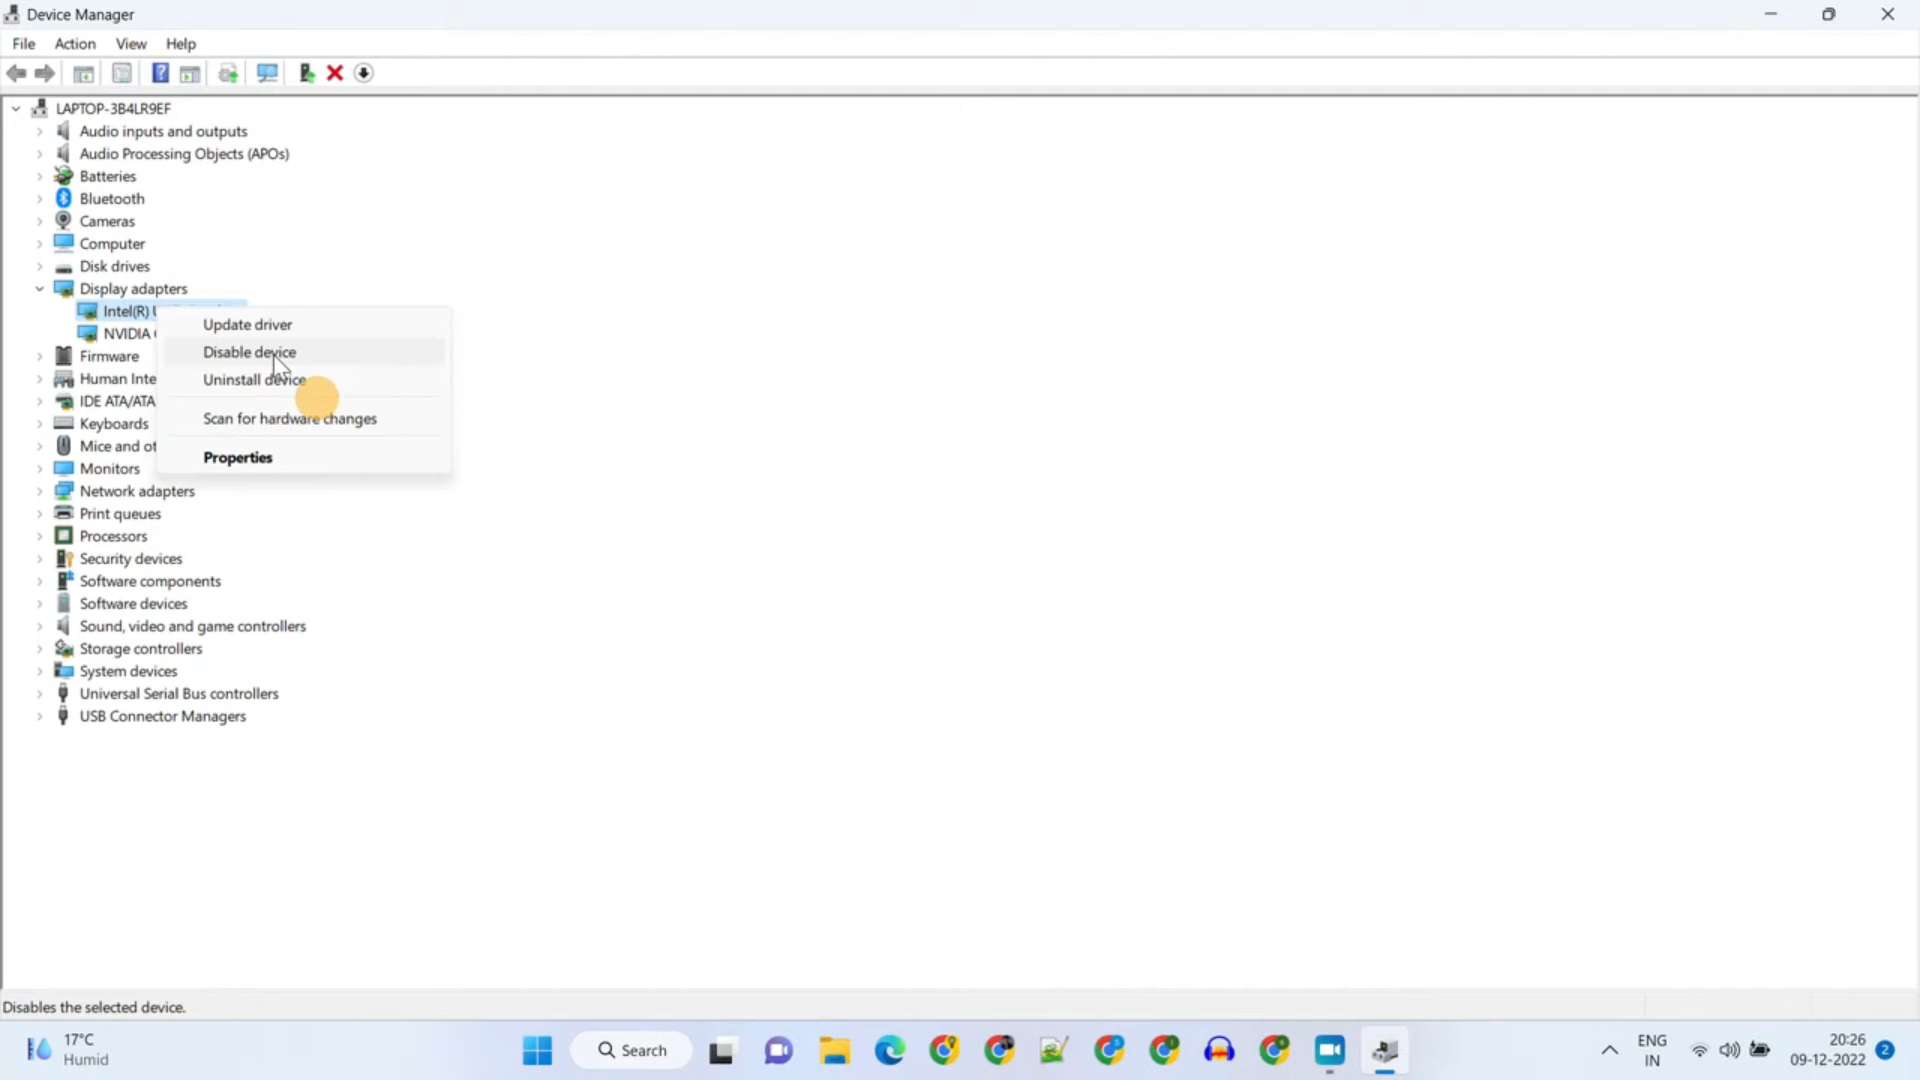 Device Manager
File Action View Help
LAPTOP-3B4LR9EF
Audio inputs and outputs
Audio Processing Objects (APOs)
Batteries
Bluetooth
Cameras
Computer
Disk drives
Display adapters
Intel(R)
NVIDIA
Firmware
Human Inte
IDE ATA/ATA
Keyboards
Mice and ot
Monitors
Network adapters
Print queues
Processors
Security devices
Software components
Software devices
Sound, video and game controllers
Storage controllers
System devices
Universal Serial Bus controllers
USB Connector Managers
Update driver
Disable device
Uninstall device
Scan for hardware changes
Properties
Disables the selected device.
17°C
Humid
Search
ENG
IN
20:26
09-12-2022
2